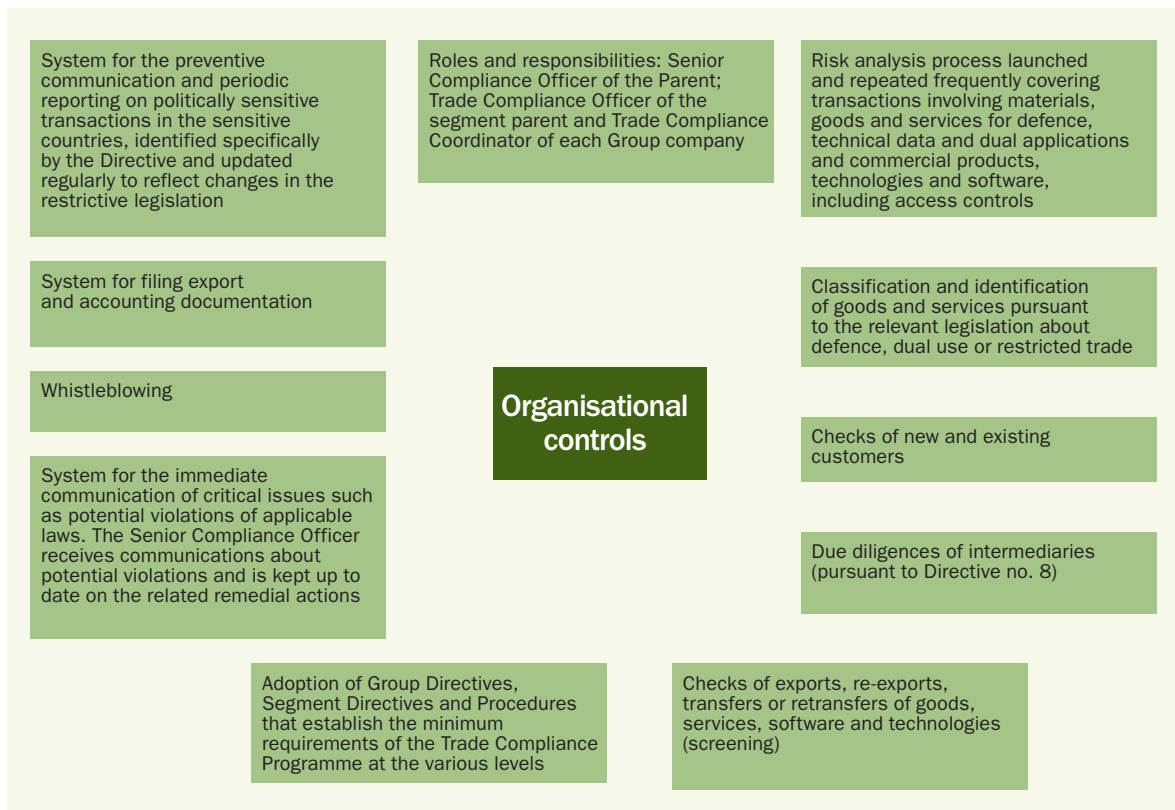 System for the preventive
communication and periodic
reporting on politically sensitive
transactions in the sensitive
countries, identified specifically
by the Directive and updated
regularly to reflect changes in the
restrictive legislation
Roles and responsibilities: Senior
Compliance Officer of the Parent;
Trade Compliance Officer of the
segment parent and Trade Compliance
Coordinator of each Group company
Risk analysis process launched
and repeated frequently covering
transactions involving materials,
goods and services for defence,
technical data and dual applications
and commercial products,
technologies and software,
including access controls
System for filing export
and accounting documentation
Classification and identification
of goods and services pursuant
to the relevant legislation about
defence, dual use or restricted trade
Whistleblowing
Organisational
controls
Checks of new and existing
customers
System for the immediate
communication of critical issues such
as potential violations of applicable
laws. The Senior Compliance Officer
receives communications about
potential violations and is kept up to
date on the related remedial actions
Due diligences of intermediaries
(pursuant to Directive no. 8)
Adoption of Group Directives,
Segment Directives and Procedures
that establish the minimum
requirements of the Trade Compliance
Programme at the various levels
Checks of exports, re-exports,
transfers or retransfers of goods,
services, software and technologies
(screening)